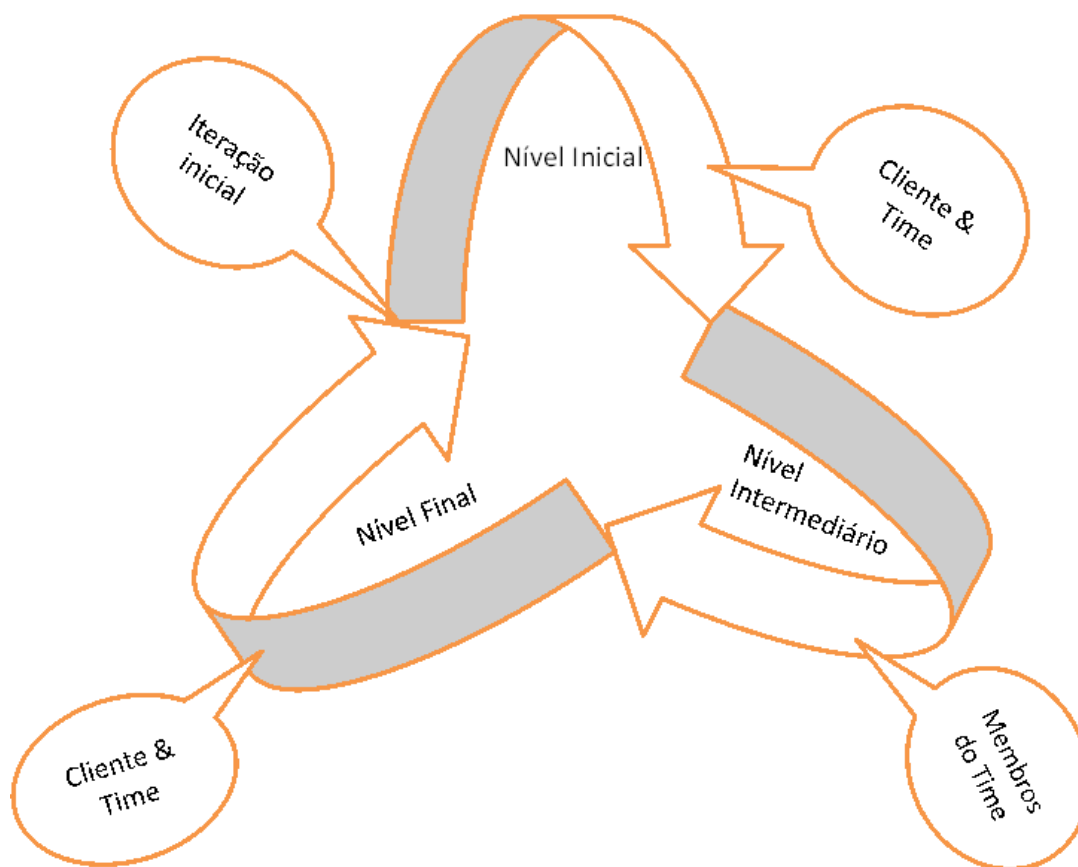 Iteração
inicial
Nível Inicial
Cliente &
Time
Nível
Intermediário
Nível Final
Cliente &
Time
Membros
do Time